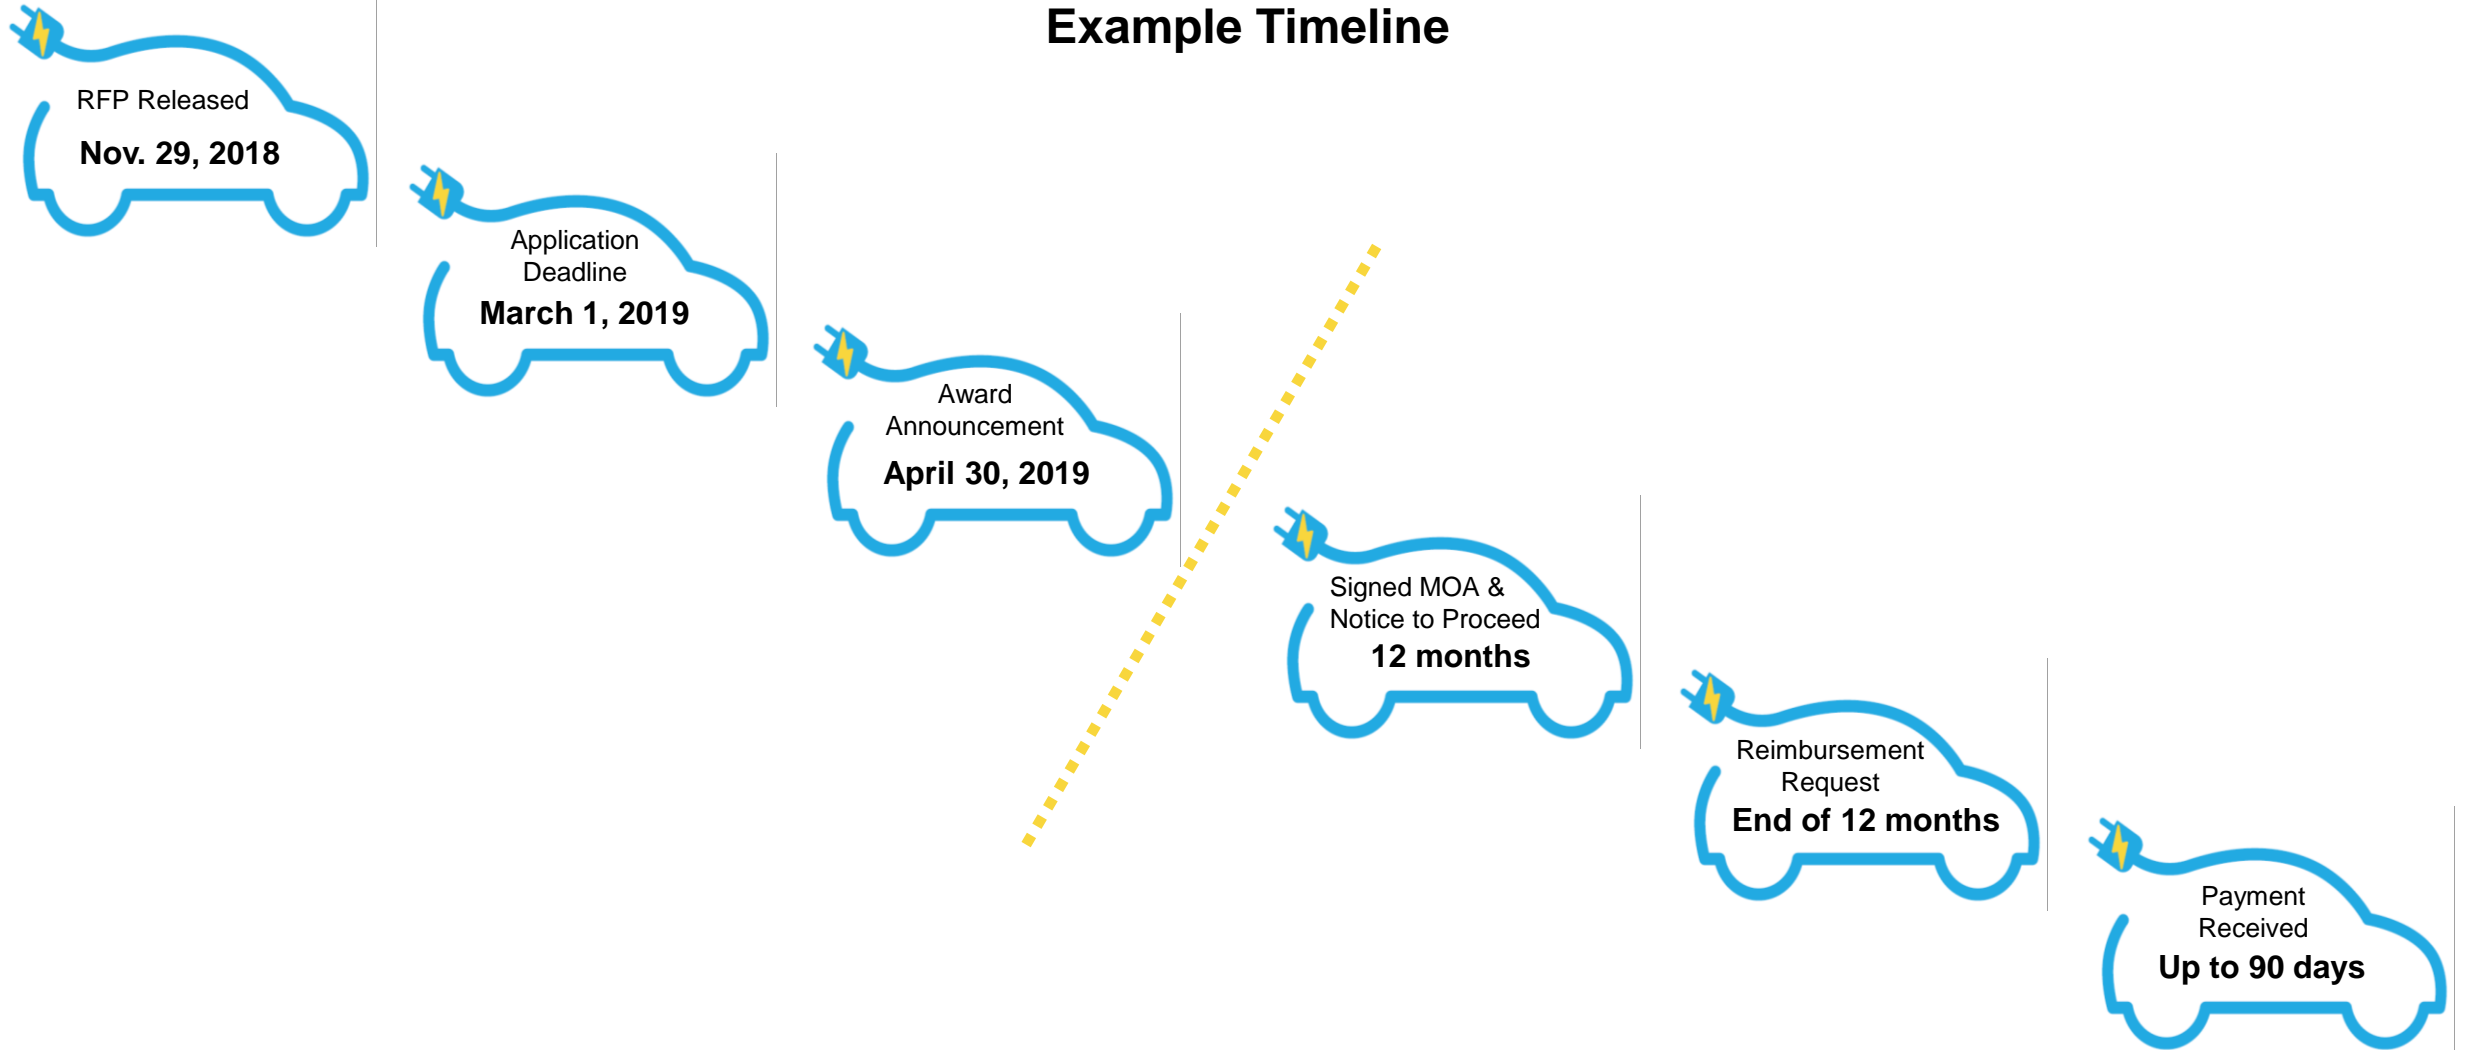 Example Timeline
RFP Released
Nov. 29, 2018
Application
Deadline
March 1, 2019
Award
Announcement
April 30, 2019
Signed MOA &
Notice to Proceed
12 months
Reimbursement
Request
End of 12 months
Payment
Received
Up to 90 days